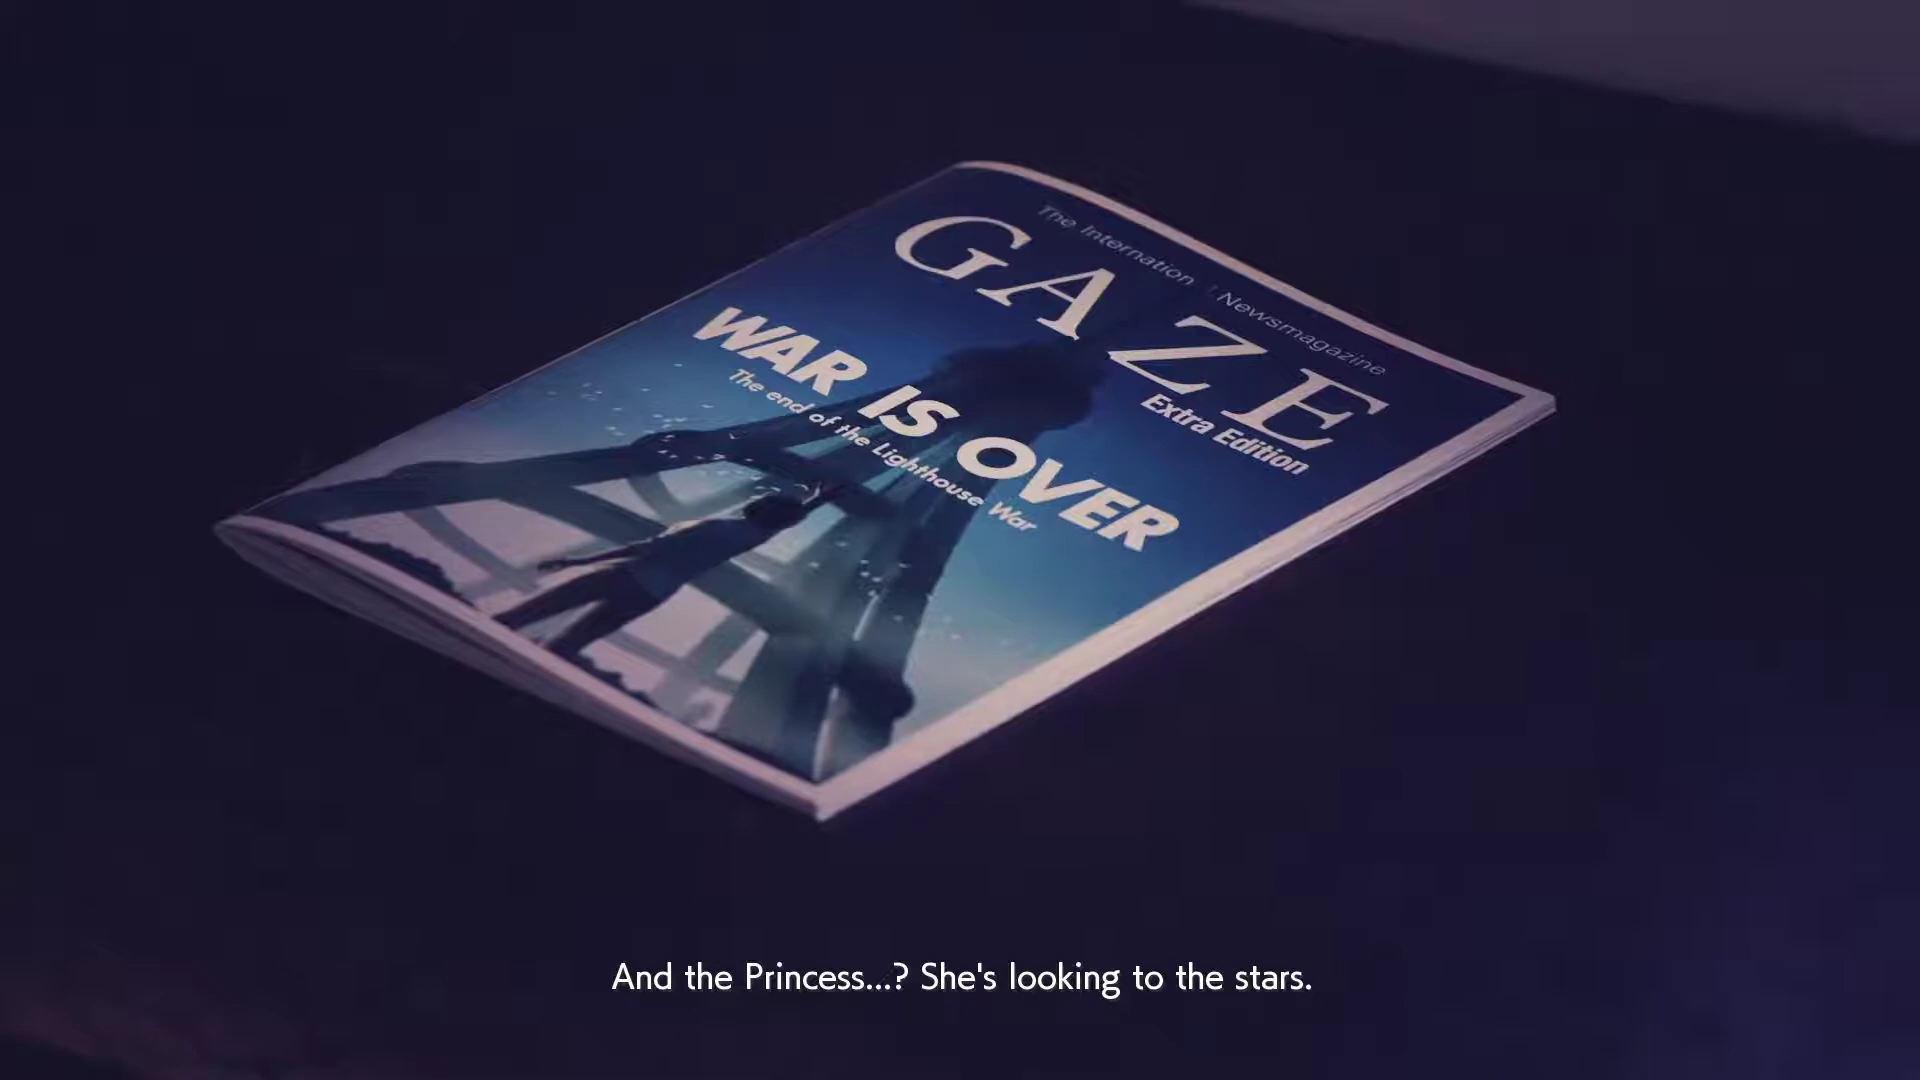 The Internation Newsmagazine
GAZE
Extra Edition
WAR IS OVER
The end of the Lighthouse War
And the Princess...? She's looking to the stars.